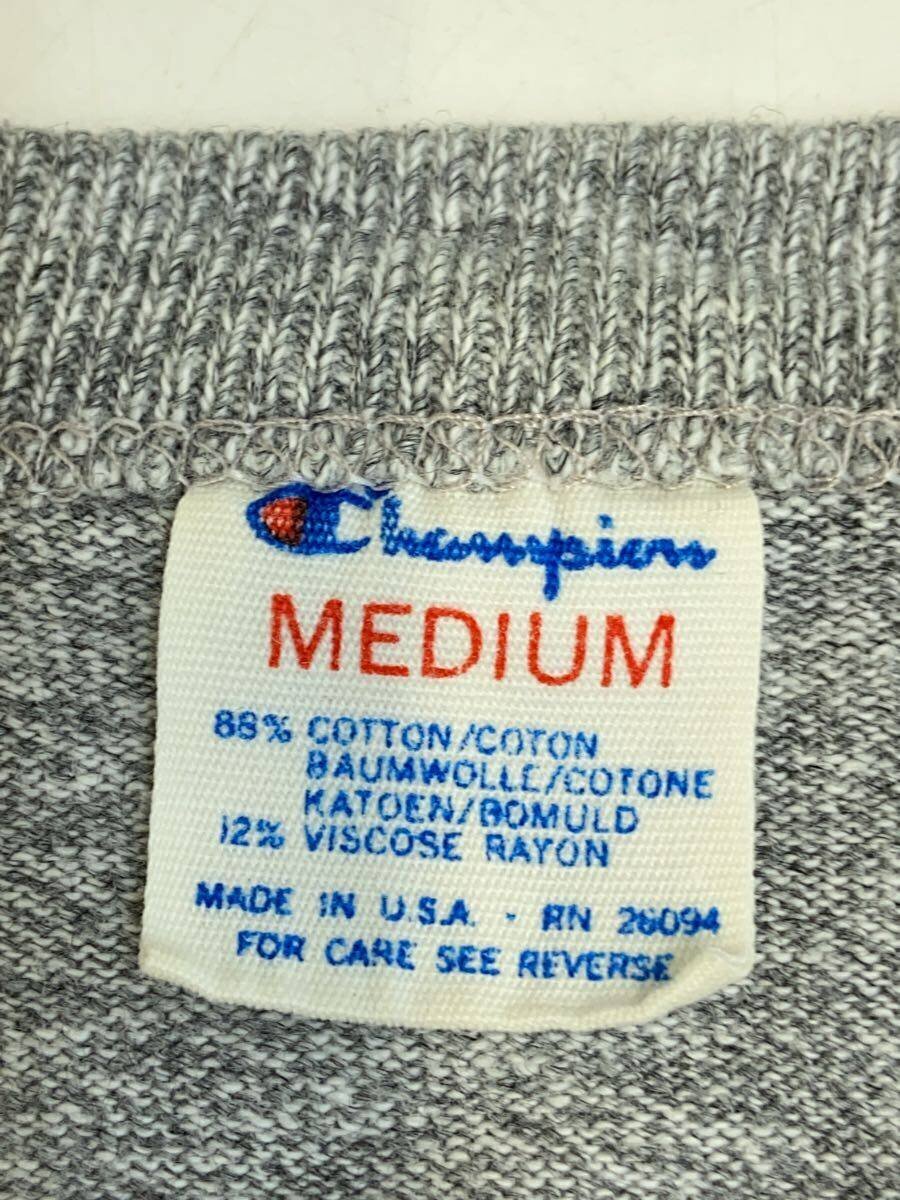 Champion
MEDIUM
88% COTTON/COTON
BAUMWOLLE/COTONE
KATOEN/BOMULD
12% VISCOSE RAYON
MADE IN U.S.A. - RN 26094
FOR CARE SEE REVERSE